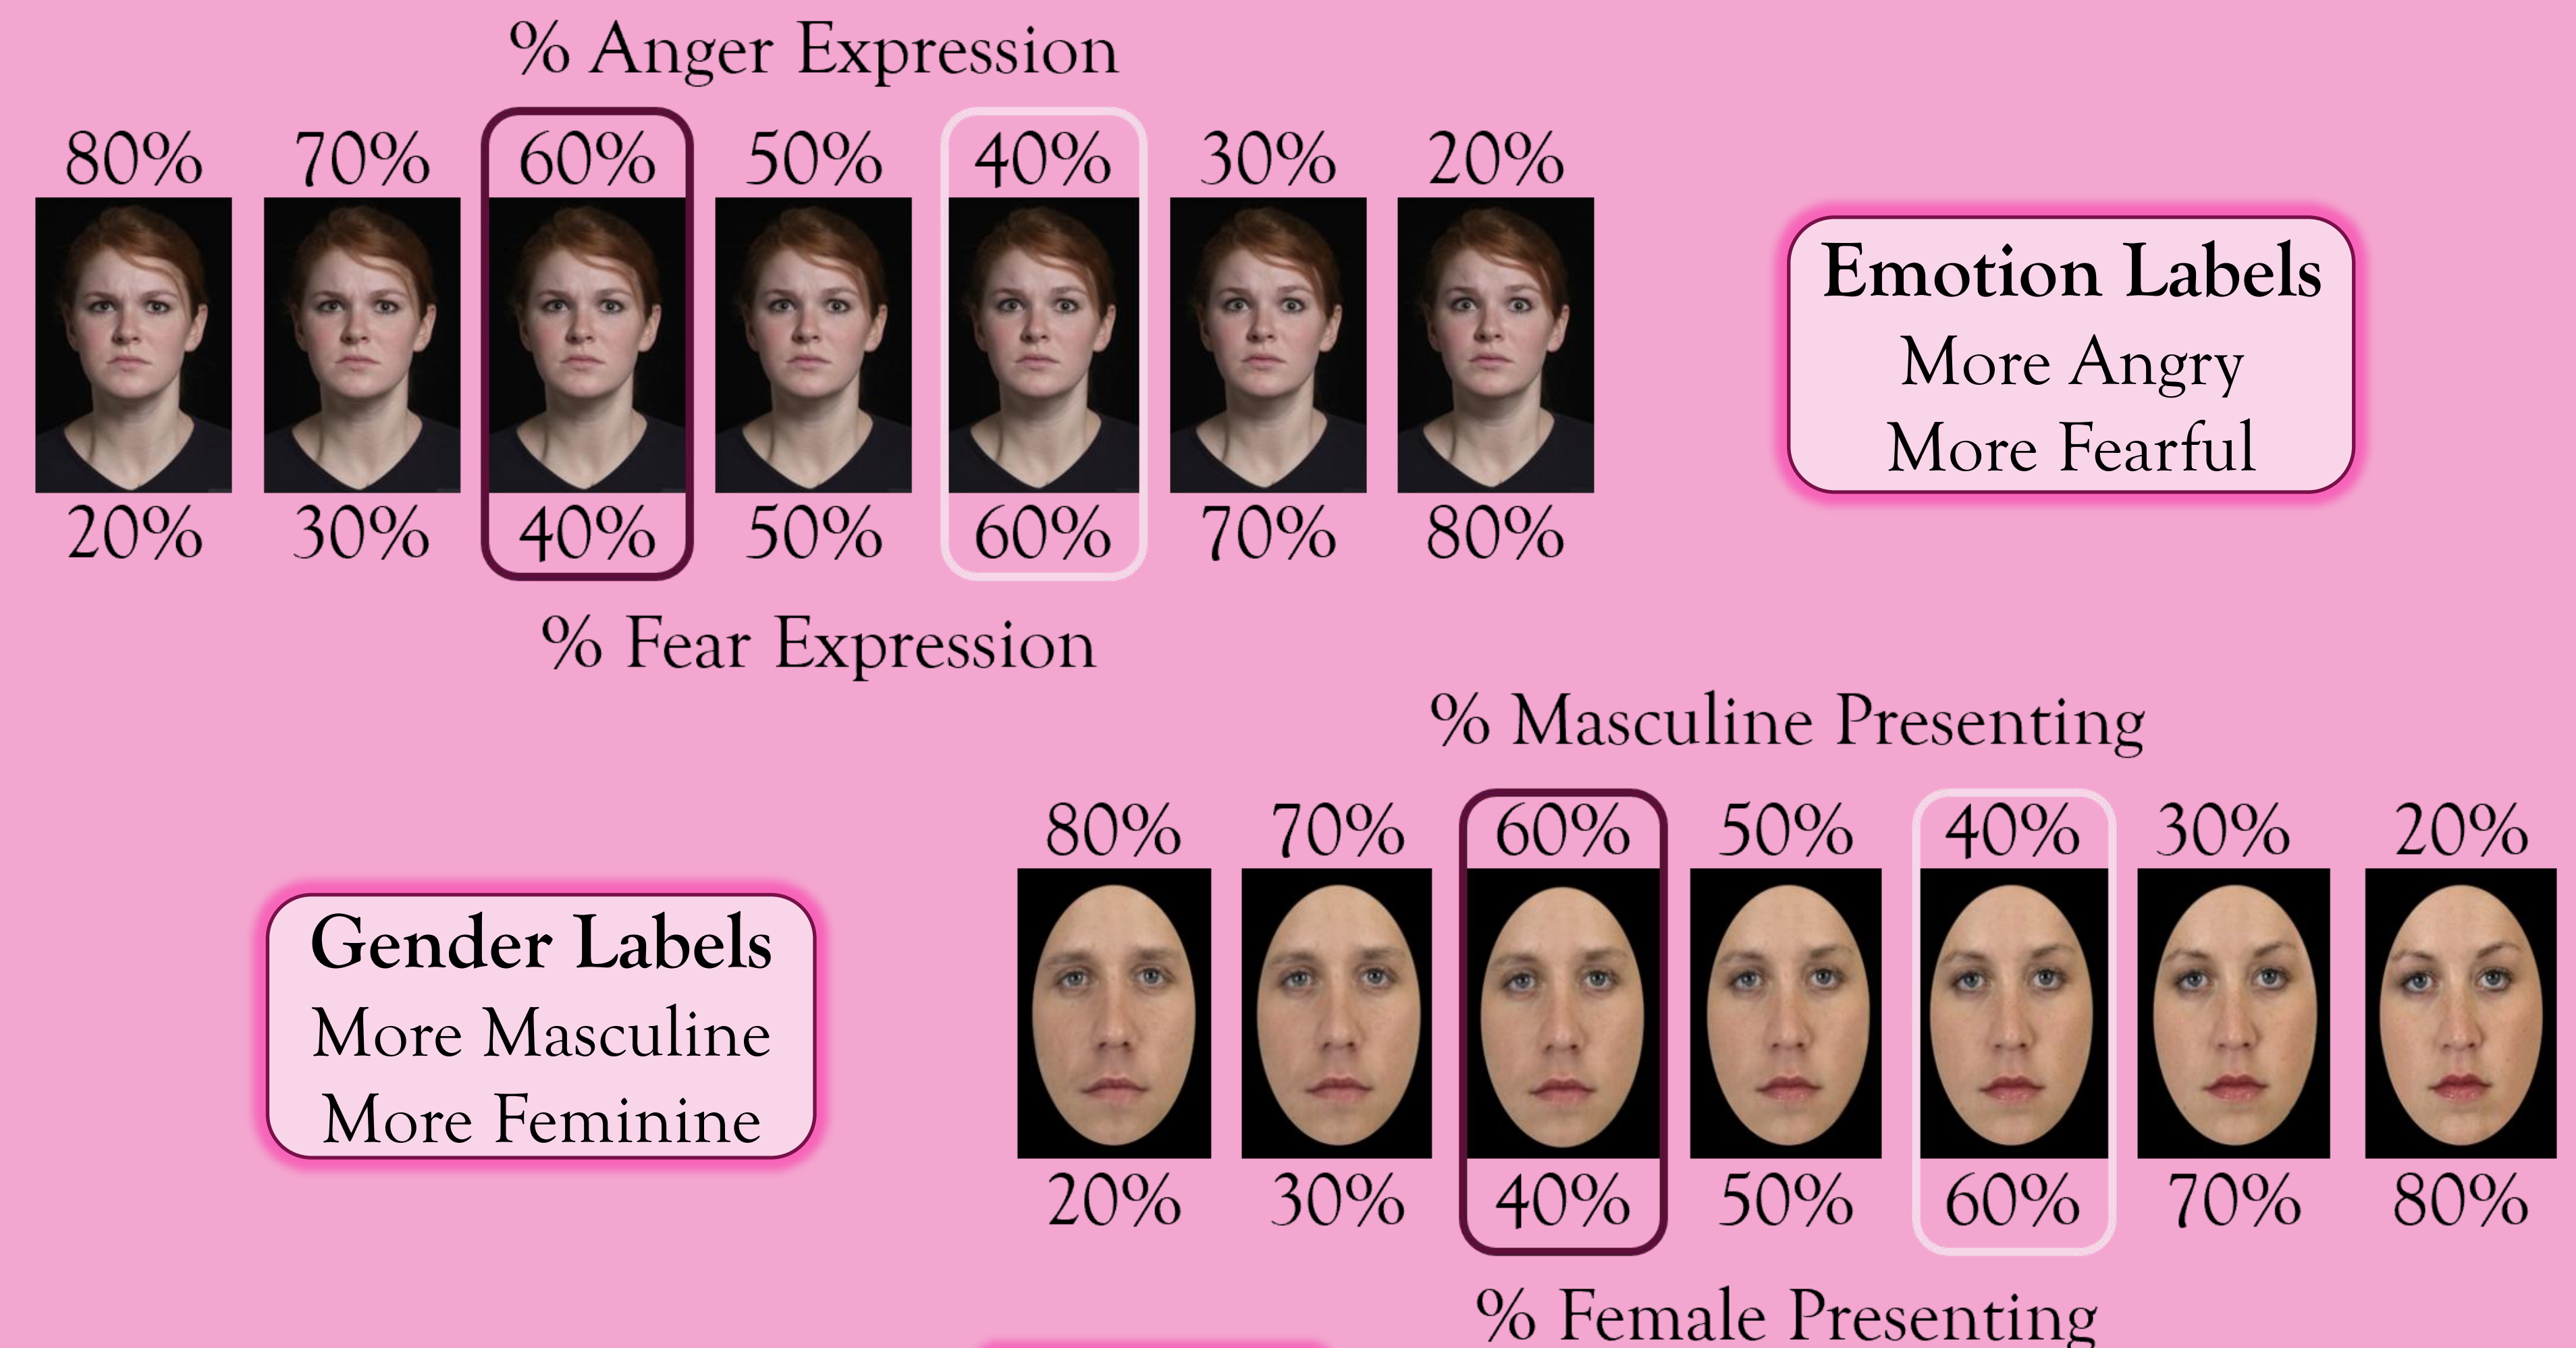 % Anger Expression
80% 70% 60% 50% 40% 30% 20%
20% 30% 40% 50% 60% 70% 80%
% Fear Expression
Emotion Labels
More Angry
More Fearful
% Masculine Presenting
80% 70% 60% 50% 40% 30% 20%
20% 30% 40% 50% 60% 70% 80%
% Female Presenting
Gender Labels
More Masculine
More Feminine